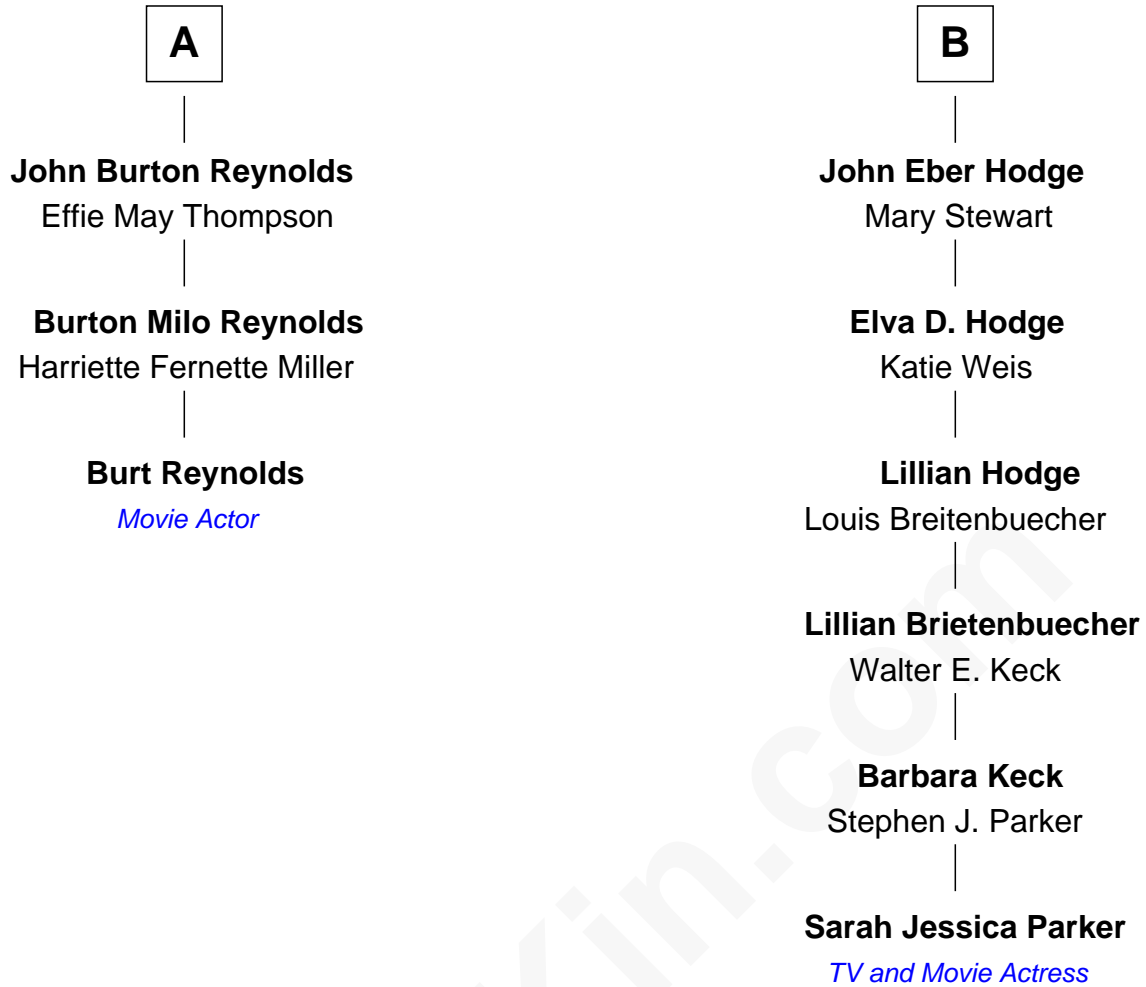 A
John Burton Reynolds
Effie May Thompson
Burton Milo Reynolds
Harriette Fernette Miller
Burt Reynolds
Movie Actor
B
John Eber Hodge
Mary Stewart
Elva D. Hodge
Katie Weis
Lillian Hodge
Louis Breitenbuecher
Lillian Brietenbuecher
Walter E. Keck
Barbara Keck
Stephen J. Parker
Sarah Jessica Parker
TV and Movie Actress
Kin.com